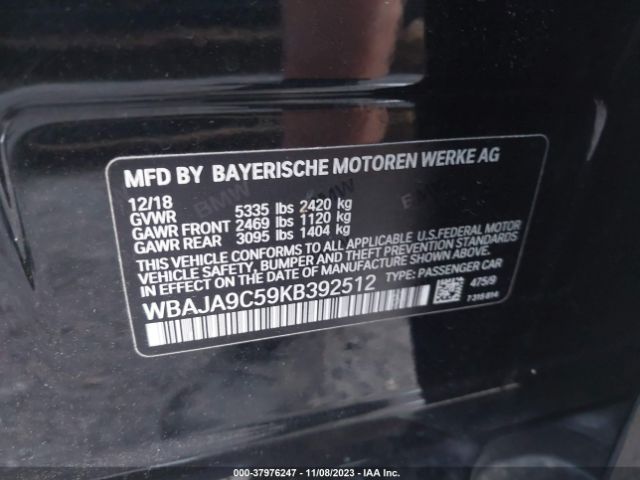 MFD BY BAYERISCHE MOTOREN WERKE AG
12/18
GVWR 5335 lbs 2420 kg
GAWR FRONT 2469 lbs 1120 kg
GAWR REAR 3095 lbs 1404 kg
THIS VEHICLE CONFORMS TO ALL APPLICABLE U.S.FEDERAL MOTOR
VEHICLE SAFETY, BUMPER AND THEFT PREVENTION STANDARDS
IN EFFECT ON THE DATE OF MANUFACTURE SHOWN ABOVE.
WBAJA9C59KB392512 TYPE: PASSENGER CAR
475/9
000-37976247 - 11/08/2023 - IAA Inc.